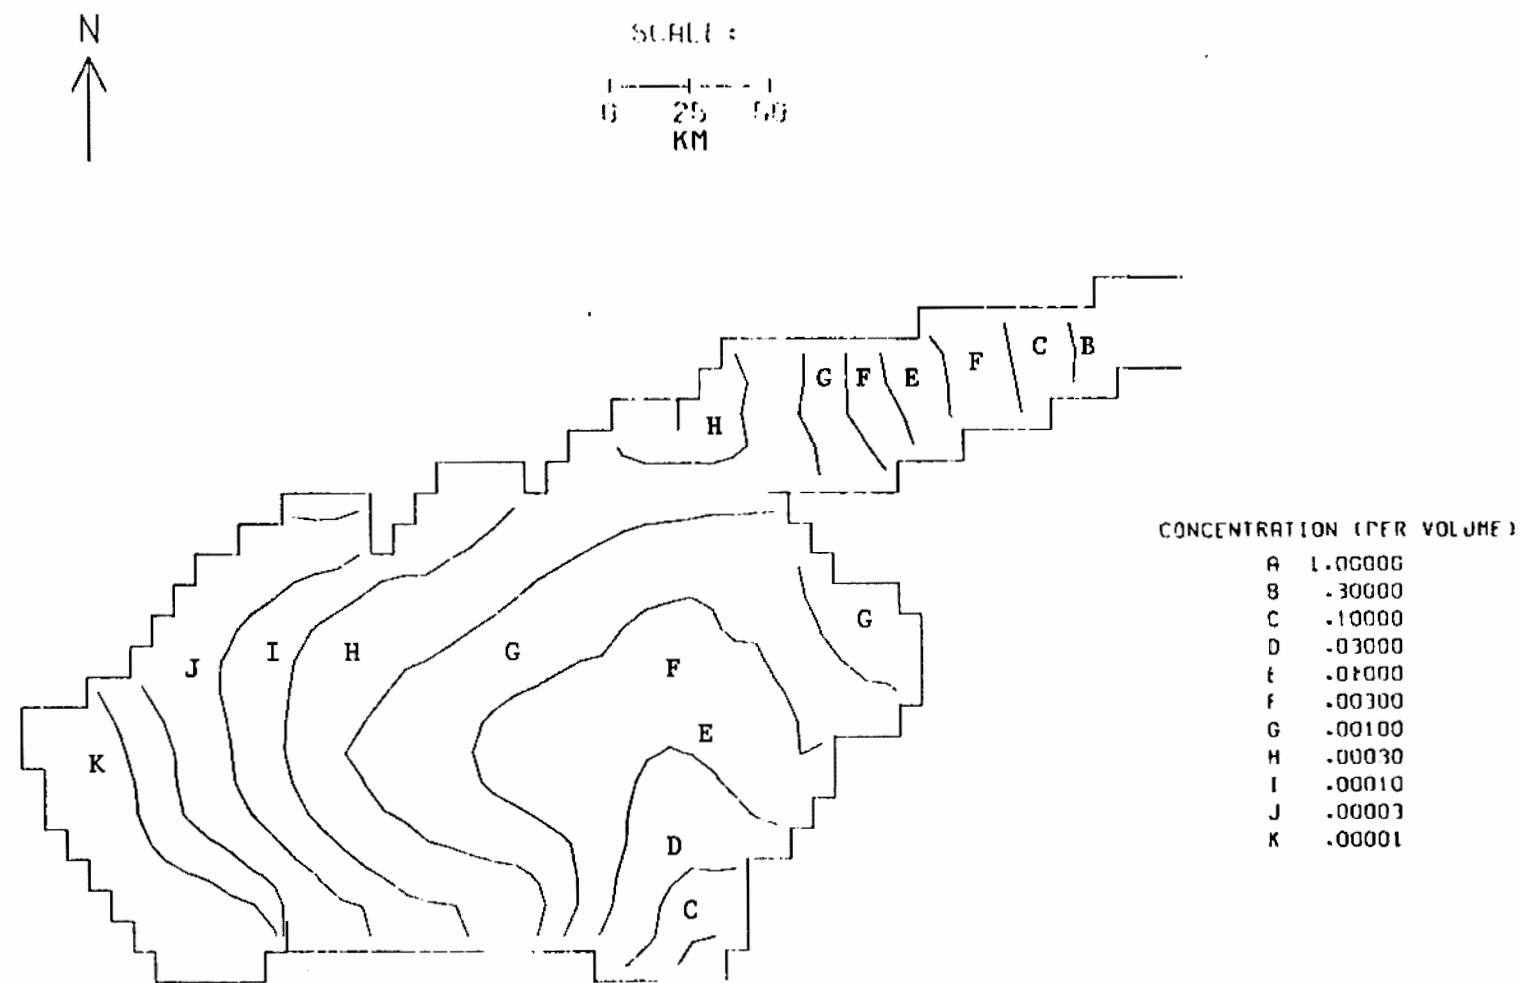 N
SCALE :
0 25 50
KM
C B
F
G F E
H
CONCENTRATION (PER VOLUME)
A 1.00000
B .30000
C .10000
D .03000
E .01000
F .00300
G .00100
H .00030
I .00010
J .00003
K .00001
G
I H G
J F
E
K
D
C